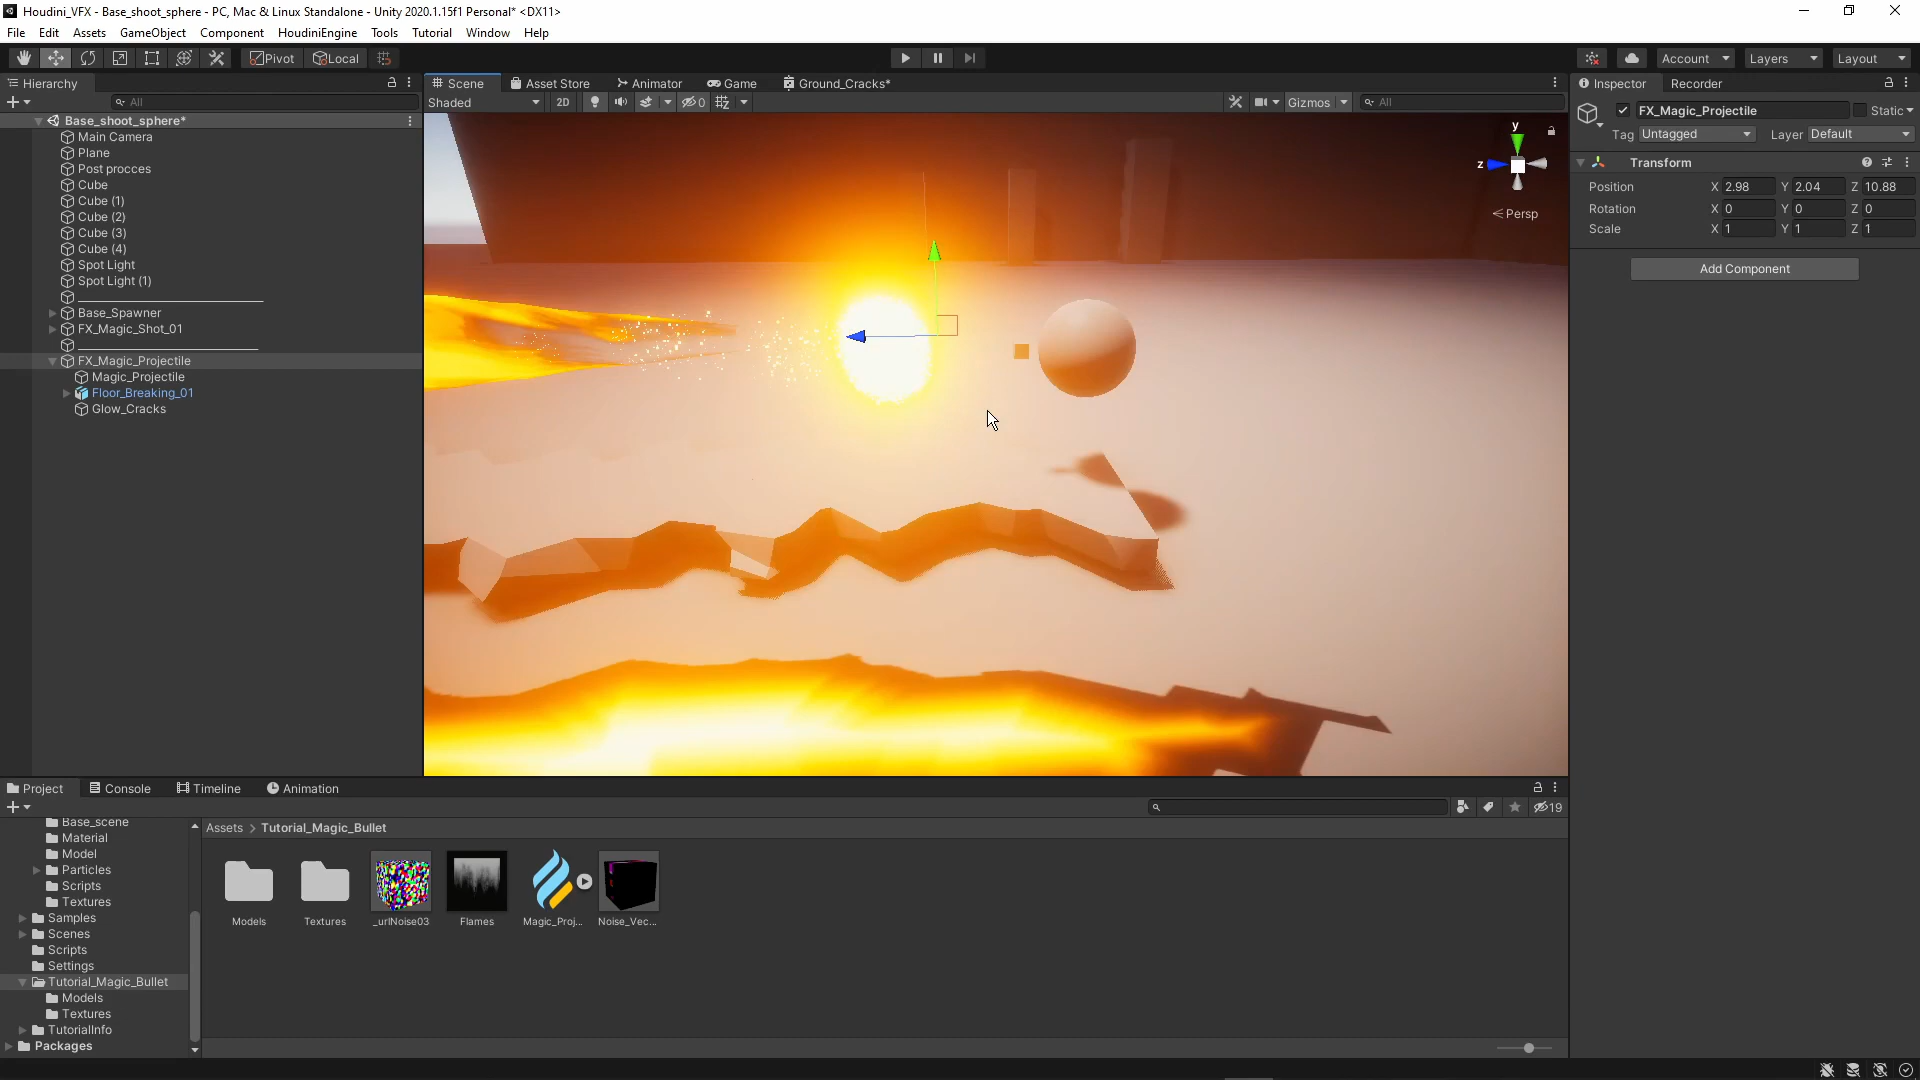 Houdini_VFX - Base_shoot_sphere - PC, Mac & Linux Standalone - Unity 2020.1.15f1 Personal* <DX11>
File Edit Assets GameObject Component HoudiniEngine Tools Tutorial Window Help
Pivot Local Account Layers Layout
Hierarchy
All
Base_shoot_sphere*
Main Camera
Plane
Post procces
Cube
Cube (1)
Cube (2)
Cube (3)
Cube (4)
Spot Light
Spot Light (1)
Base_Spawner
FX_Magic_Shot_01
FX_Magic_Projectile
Magic_Projectile
Floor_Breaking_01
Glow_Cracks
Scene Asset Store Animator Game Ground_Cracks*
Shaded 2D 0 Gizmos All
y
z
< Persp
Inspector Recorder
FX_Magic_Projectile Static
Tag Untagged Layer Default
Transform
Position X 2.98 Y 2.04 Z 10.88
Rotation X 0 Y 0 Z 0
Scale X 1 Y 1 Z 1
Add Component
Project Console Timeline Animation
19
Base_scene
Material
Model
Particles
Scripts
Textures
Samples
Scenes
Scripts
Settings
Tutorial_Magic_Bullet
Models
Textures
TutorialInfo
Packages
Assets > Tutorial_Magic_Bullet
Models Textures _urlNoise03 Flames Magic_Proj... Noise_Vec...